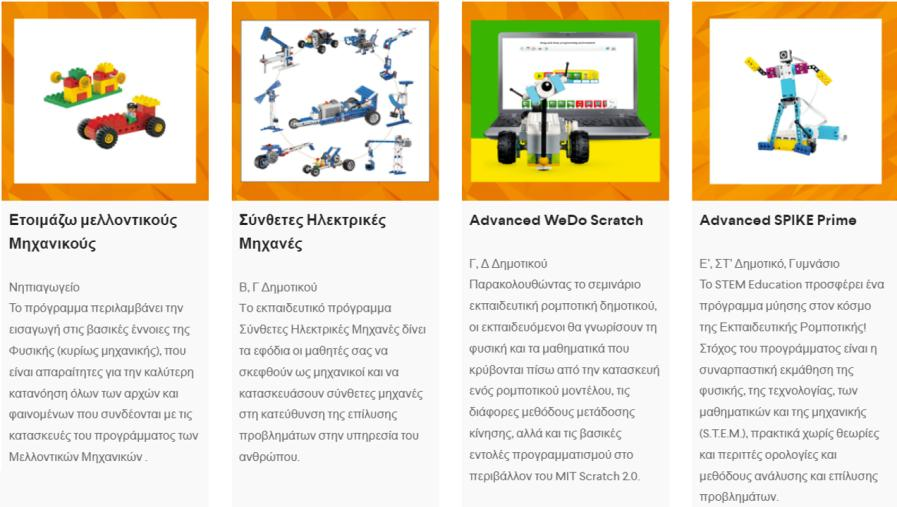 Ετοιμάζω μελλοντικούς
Μηχανικούς
Νηπιαγωγείο
Το πρόγραμμα περιλαμβάνει την
εισαγωγή στις βασικές έννοιες της
Φυσικής (κυρίως μηχανικής), που
είναι απαραίτητες για την καλύτερη
κατανόηση όλων των αρχών και
φαινομένων που συνδέονται με τις
κατασκευές του προγράμματος των
Μελλοντικών Μηχανικών .
Σύνθετες Ηλεκτρικές
Μηχανές
Β, Γ Δημοτικού
Το εκπαιδευτικό πρόγραμμα
Σύνθετες Ηλεκτρικές Μηχανές δίνει
τα εφόδια οι μαθητές σας να
σκεφθούν ως μηχανικοί και να
κατασκευάσουν σύνθετες μηχανές
στη κατεύθυνση της επίλυσης
προβλημάτων στην υπηρεσία του
ανθρώπου.
Advanced WeDo Scratch
Γ, Δ Δημοτικού
Παρακολουθώντας το σεμινάριο
εκπαιδευτική ρομποτική δημοτικού,
οι εκπαιδευόμενοι θα γνωρίσουν τη
φυσική και τα μαθηματικά που
κρύβονται πίσω από την κατασκευή
ενός ρομποτικού μοντέλου, τις
διάφορες μεθόδους μετάδοσης
κίνησης, αλλά και τις βασικές
εντολές προγραμματισμού στο
περιβάλλον του MIT Scratch 2.0.
Advanced SPIKE Prime
Ε', ΣΤ' Δημοτικό, Γυμνάσιο
Το STEM Education προσφέρει ένα
πρόγραμμα μύησης στον κόσμο
της Εκπαιδευτικής Ρομποτικής!
Στόχος του προγράμματος είναι η
συναρπαστική εκμάθηση της
φυσικής, της τεχνολογίας, των
μαθηματικών και της μηχανικής
(S.T.E.M.), πρακτικά χωρίς θεωρίες
και περιττές ορολογίες και
μεθόδους ανάλυσης και επίλυσης
προβλημάτων.